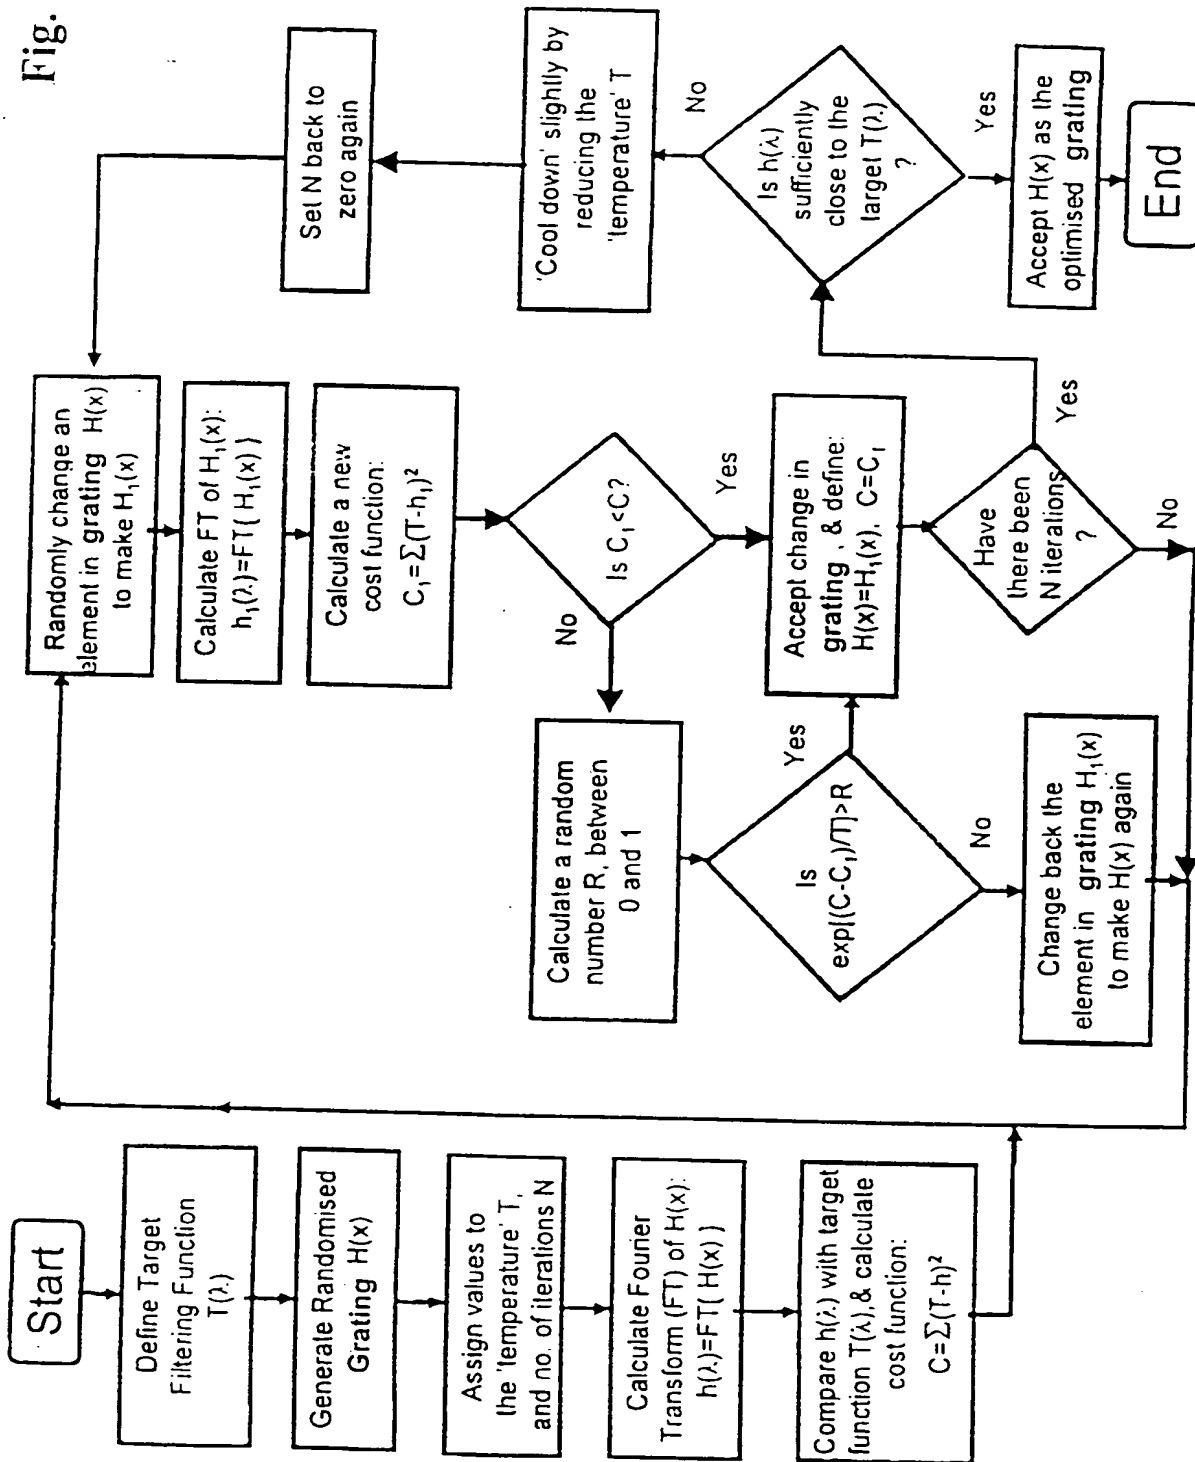 Fig.
Start
Define Target
Filtering Function
T(λ)
Generate Randomised
Grating H(x)
Assign values to
the 'temperature' T,
and no. of iterations N
Calculate Fourier
Transform (FT) of H(x):
h(λ)=FT( H(x) )
Compare h(λ) with target
function T(λ),& calculate
cost function:
C=∑(T-h)²
Randomly change an
element in grating H(x)
to make H₁(x)
Calculate FT of H₁(x):
h₁(λ)=FT( H₁(x) )
Calculate a new
cost function:
C₁=∑(T-h₁)²
Is C₁<C?
No
Yes
Calculate a random
number R, between
0 and 1
Is
exp[(C-C₁)/T]>R
Yes
No
Accept change in
grating , & define:
H(x)=H₁(x), C=C₁
Change back the
element in grating H₁(x)
to make H(x) again
Have
there been
N iterations
?
Yes
No
Is h(λ)
sufficiently
close to the
target T(λ)
?
No
Yes
'Cool down' slightly by
reducing the
'temperature' T
Set N back to
zero again
Accept H(x) as the
optimised grating
End